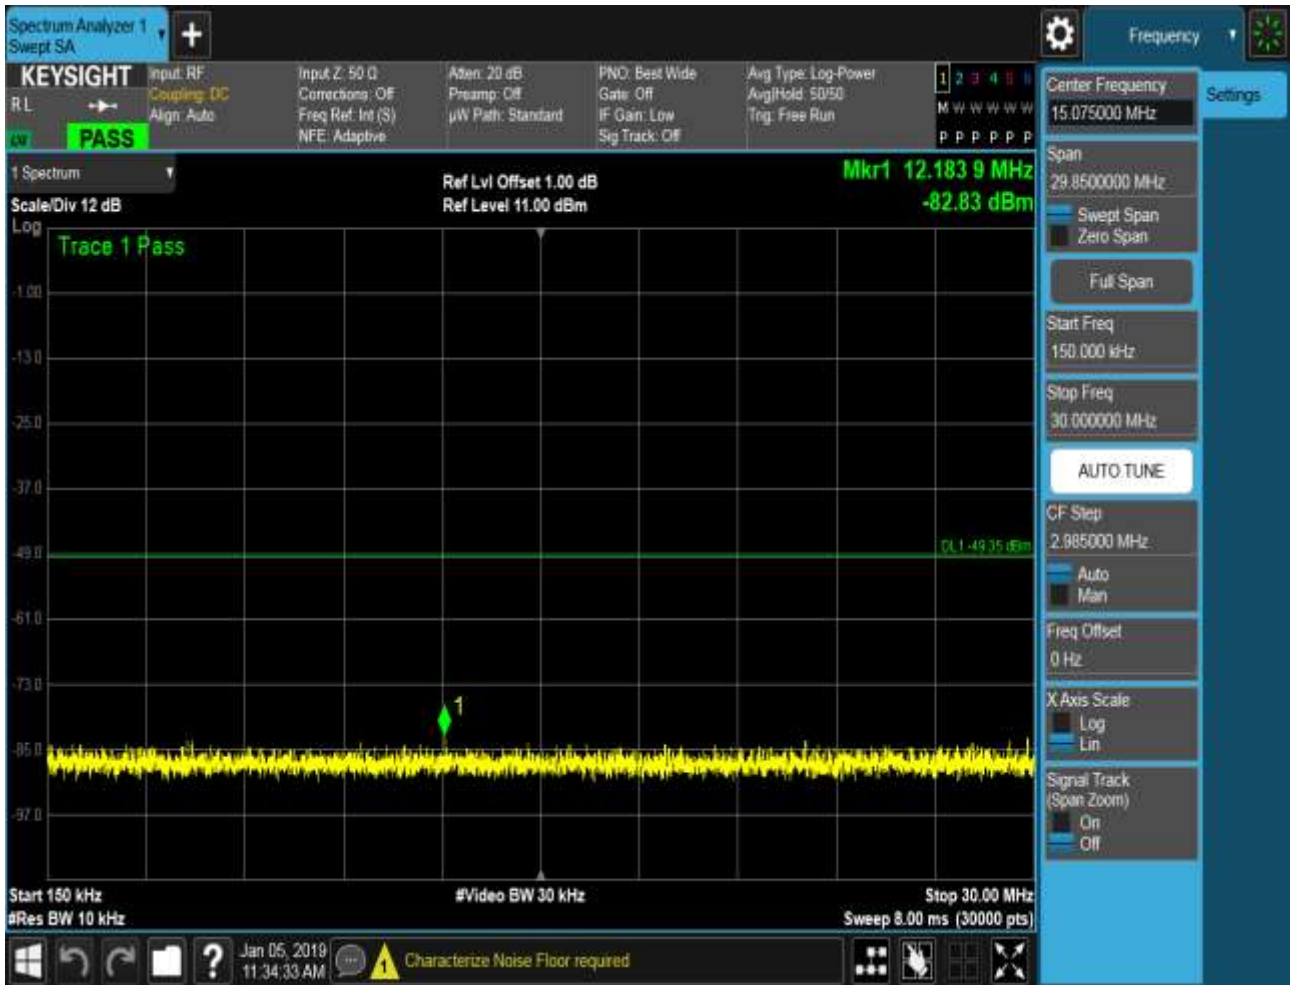 Spectrum Analyzer 1
Swept SA
+
Frequency
KEYSIGHT
Input: RF
Coupling: DC
Align: Auto
Input Z: 50 Ω
Corrections: Off
Freq Ref: Int (S)
NFE: Adaptive
Atten: 20 dB
Preamp: Off
µW Path: Standard
PNO: Best Wide
Gate: Off
IF Gain: Low
Sig Track: Off
Avg Type: Log-Power
Avg|Hold: 50/50
Trig: Free Run
1 2 3 4 5 6
M W W W W W
P P P P P P
R L
PASS
1 Spectrum
Scale/Div 12 dB
Log
Ref Lvl Offset 1.00 dB
Ref Level 11.00 dBm
Mkr1 12.183 9 MHz
-82.83 dBm
Trace 1 Pass
-1.00
-13.0
-25.0
-37.0
-49.0
DL1 -49.35 dBm
-61.0
-73.0
1
-85.0
-97.0
Start 150 kHz
#Res BW 10 kHz
#Video BW 30 kHz
Stop 30.00 MHz
Sweep 8.00 ms (30000 pts)
Center Frequency
15.075000 MHz
Settings
Span
29.8500000 MHz
Swept Span
Zero Span
Full Span
Start Freq
150.000 kHz
Stop Freq
30.000000 MHz
AUTO TUNE
CF Step
2.985000 MHz
Auto
Man
Freq Offset
0 Hz
X Axis Scale
Log
Lin
Signal Track
(Span Zoom)
On
Off
?
Jan 05, 2019
11:34:33 AM
1
Characterize Noise Floor required